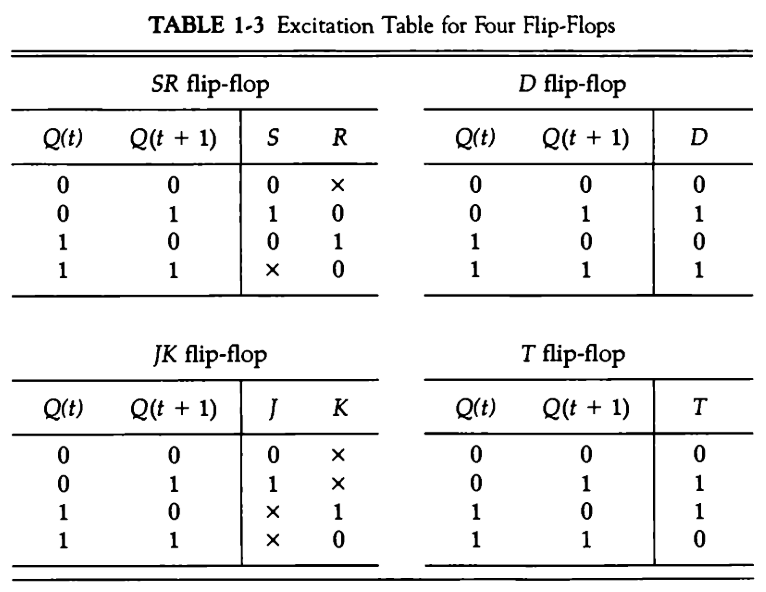 TABLE 1-3 Excitation Table for Four Flip-Flops
SR flip-flop
Q(t) Q(t + 1) S R
0 0 0 ×
0 1 1 0
1 0 0 1
1 1 × 0
D flip-flop
Q(t) Q(t + 1) D
0 0 0
0 1 1
1 0 0
1 1 1
JK flip-flop
Q(t) Q(t + 1) J K
0 0 0 ×
0 1 1 ×
1 0 × 1
1 1 × 0
T flip-flop
Q(t) Q(t + 1) T
0 0 0
0 1 1
1 0 1
1 1 0